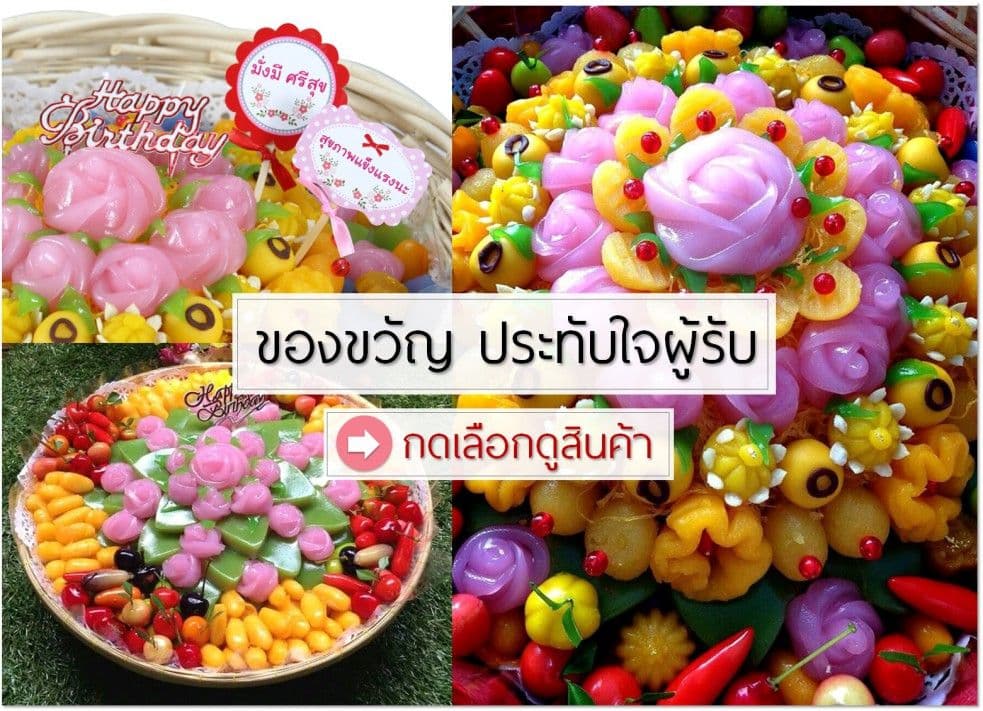 Happy
Birthday
มั่งมี ศรีสุข
สุขภาพแข็งแรงนะ
ของขวัญ ประทับใจผู้รับ
กดเลือกดูสินค้า
Happy
Birthday